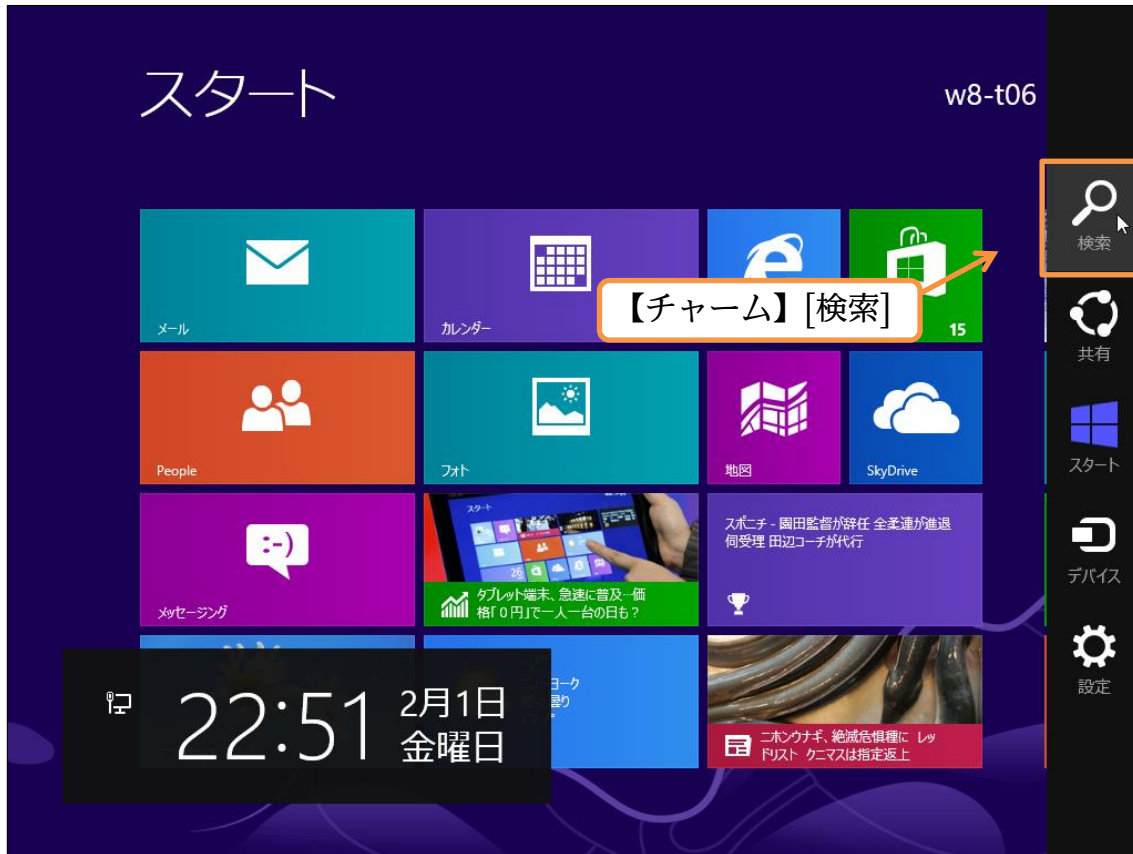 スタート
w8-t06
検索
【チャーム】[検索]
メール
カレンダー
15
共有
People
フォト
地図
SkyDrive
スタート
スタート
26
スポニチ - 園田監督が辞任 全柔連が進退
伺受理 田辺コーチが代行
デバイス
メッセージング
:-)
タブレット端末、急速に普及…価
格「0円」で一人一台の日も?
設定
22:51
2月1日
金曜日
ニホンウナギ、絶滅危惧種に レッ
ドリスト クニマスは指定返上